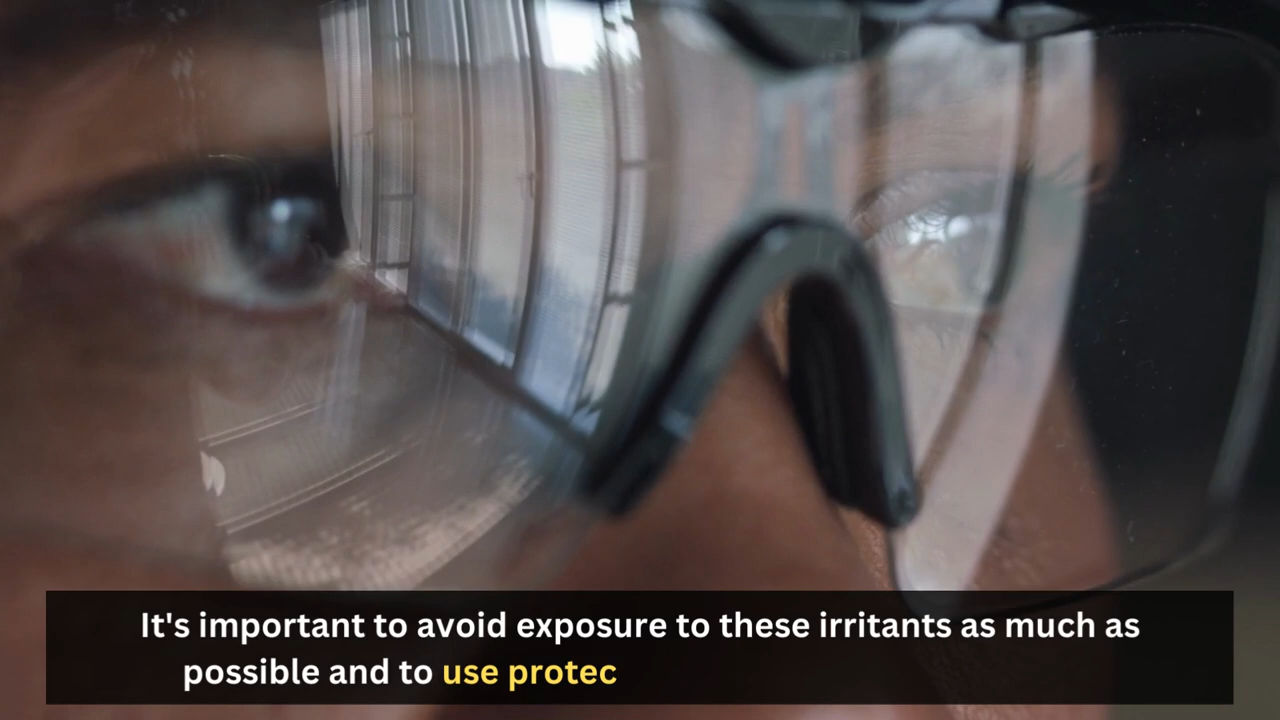 It's important to avoid exposure to these irritants as much as
possible and to use protec